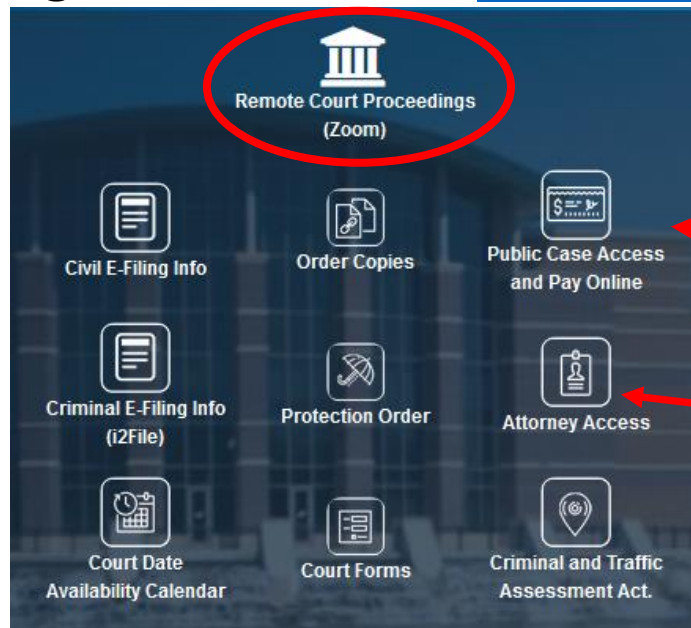 Remote Court Proceedings
(Zoom)
Civil E-Filing Info
Order Copies
Public Case Access
and Pay Online
Criminal E-Filing Info
(i2File)
Protection Order
Attorney Access
Court Date
Availability Calendar
Court Forms
Criminal and Traffic
Assessment Act.